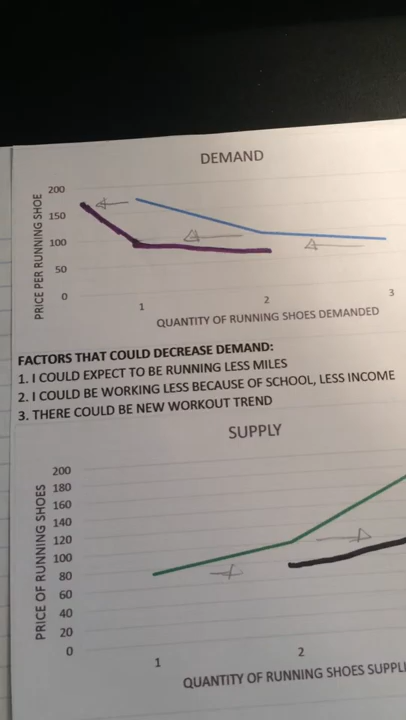 DEMAND
PRICE PER RUNNING SHOE
200
150
100
50
0
1 2 3
QUANTITY OF RUNNING SHOES DEMANDED
FACTORS THAT COULD DECREASE DEMAND:
1. I COULD EXPECT TO BE RUNNING LESS MILES
2. I COULD BE WORKING LESS BECAUSE OF SCHOOL, LESS INCOME
3. THERE COULD BE NEW WORKOUT TREND
SUPPLY
PRICE OF RUNNING SHOES
200
180
160
140
120
100
80
60
40
20
0
1 2
QUANTITY OF RUNNING SHOES SUPPLI